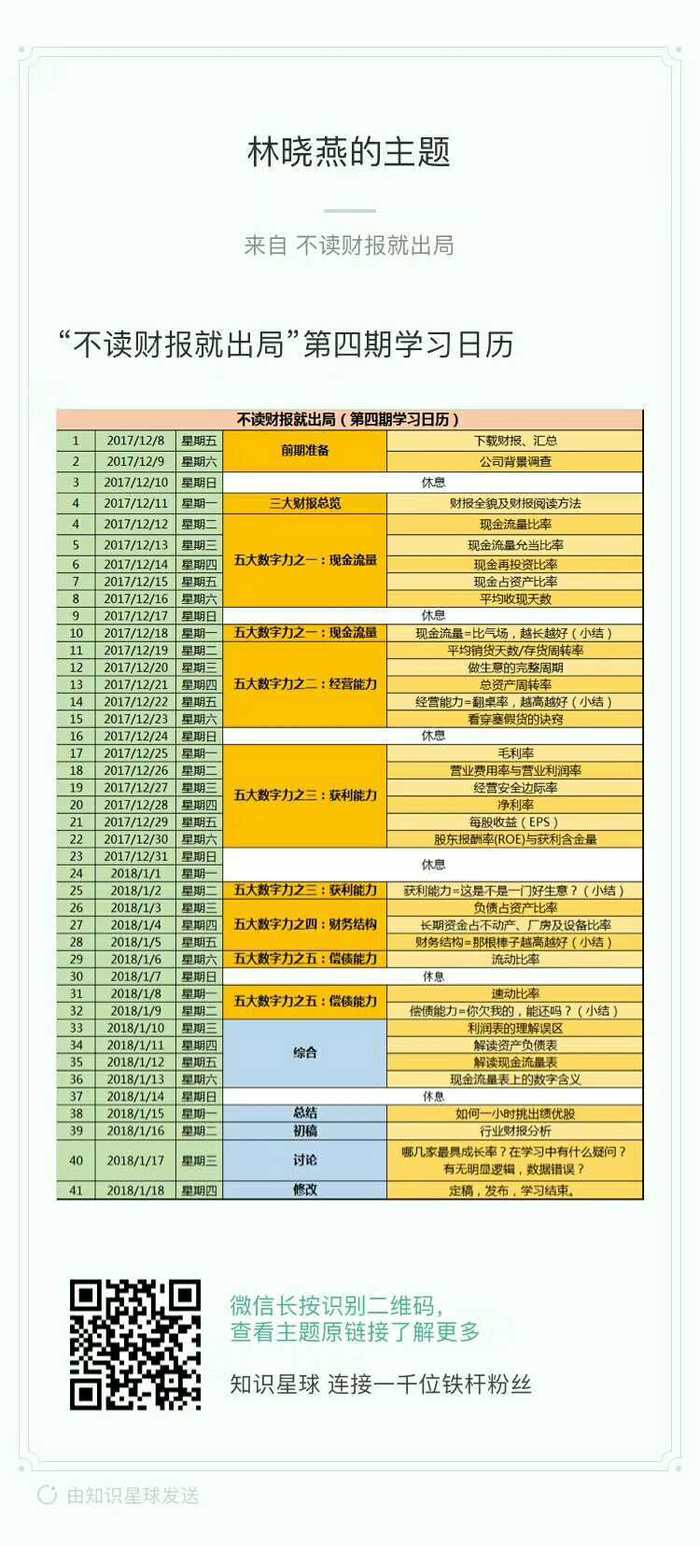 林晓燕的主题
来自 不读财报就出局
“不读财报就出局”第四期学习日历
不读财报就出局（第四期学习日历）
1 2017/12/8 星期五 前期准备 下载财报、汇总
2 2017/12/9 星期六 公司背景调查
3 2017/12/10 星期日 休息
4 2017/12/11 星期一 三大财报总览 财报全貌及财报阅读方法
4 2017/12/12 星期二 五大数字力之一：现金流量 现金流量比率
5 2017/12/13 星期三 现金流量允当比率
6 2017/12/14 星期四 现金再投资比率
7 2017/12/15 星期五 现金占资产比率
8 2017/12/16 星期六 平均收现天数
9 2017/12/17 星期日 休息
10 2017/12/18 星期一 五大数字力之一：现金流量 现金流量=比气场，越长越好（小结）
11 2017/12/19 星期二 五大数字力之二：经营能力 平均销货天数/存货周转率
12 2017/12/20 星期三 做生意的完整周期
13 2017/12/21 星期四 总资产周转率
14 2017/12/22 星期五 经营能力=翻桌率，越高越好（小结）
15 2017/12/23 星期六 看穿塞假货的诀窍
16 2017/12/24 星期日 休息
17 2017/12/25 星期一 五大数字力之三：获利能力 毛利率
18 2017/12/26 星期二 营业费用率与营业利润率
19 2017/12/27 星期三 经营安全边际率
20 2017/12/28 星期四 净利率
21 2017/12/29 星期五 每股收益（EPS）
22 2017/12/30 星期六 股东报酬率(ROE)与获利含金量
23 2017/12/31 星期日 休息
24 2018/1/1 星期一
25 2018/1/2 星期二 五大数字力之三：获利能力 获利能力=这是不是一门好生意？（小结）
26 2018/1/3 星期三 五大数字力之四：财务结构 负债占资产比率
27 2018/1/4 星期四 长期资金占不动产、厂房及设备比率
28 2018/1/5 星期五 财务结构=那根棒子越高越好（小结）
29 2018/1/6 星期六 五大数字力之五：偿债能力 流动比率
30 2018/1/7 星期日 休息
31 2018/1/8 星期一 五大数字力之五：偿债能力 速动比率
32 2018/1/9 星期二 偿债能力=你欠我的，能还吗？（小结）
33 2018/1/10 星期三 综合 利润表的理解误区
34 2018/1/11 星期四 解读资产负债表
35 2018/1/12 星期五 解读现金流量表
36 2018/1/13 星期六 现金流量表上的数字含义
37 2018/1/14 星期日 休息
38 2018/1/15 星期一 总结 如何一小时挑出绩优股
39 2018/1/16 星期二 初稿 行业财报分析
40 2018/1/17 星期三 讨论 哪几家最具成长率？在学习中有什么疑问？
有无明显逻辑，数据错误？
41 2018/1/18 星期四 修改 定稿，发布，学习结束。
微信长按识别二维码，
查看主题原链接了解更多
知识星球 连接一千位铁杆粉丝
由知识星球发送